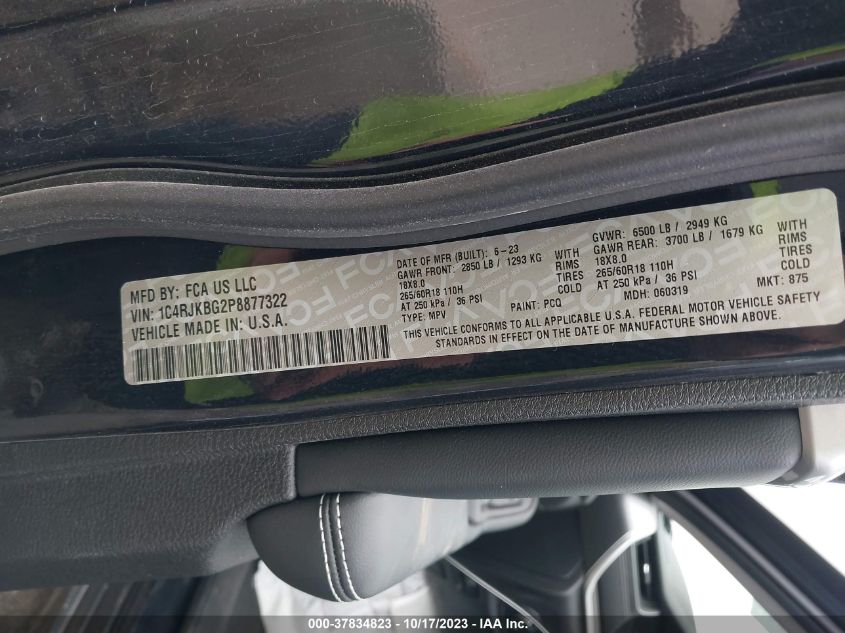 MFD BY: FCA US LLC
VIN: 1C4RJKBG2P8877322
VEHICLE MADE IN: U.S.A.
DATE OF MFR (BUILT): 6-23
GAWR FRONT: 2850 LB / 1293 KG WITH
18X8.0 RIMS
265/60R18 110H TIRES
AT 250 kPa / 36 PSI COLD
TYPE: MPV PAINT: PCQ
GVWR: 6500 LB / 2949 KG
GAWR REAR: 3700 LB / 1679 KG WITH
18X8.0 RIMS
265/60R18 110H TIRES
AT 250 kPa / 36 PSI COLD
MDH: 060319 MKT: 875
THIS VEHICLE CONFORMS TO ALL APPLICABLE U.S.A. FEDERAL MOTOR VEHICLE SAFETY
STANDARDS IN EFFECT ON THE DATE OF MANUFACTURE SHOWN ABOVE.
000-37834823 - 10/17/2023 - IAAI.COM